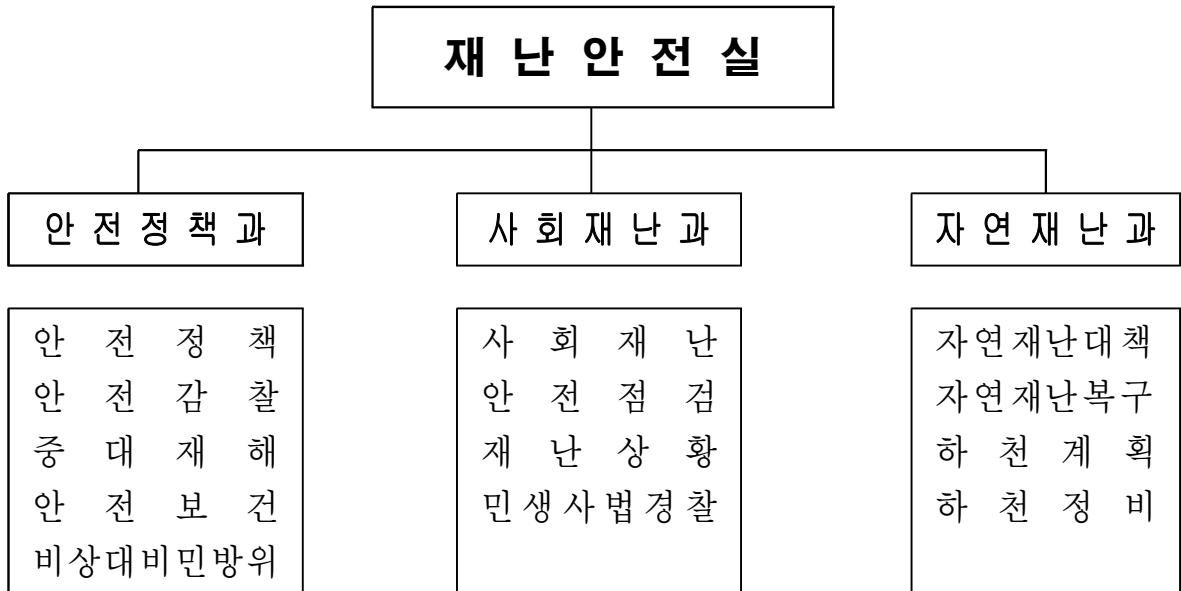 재 난 안 전 실
안 전 정 책 과
사 회 재 난 과
자 연 재 난 과
안 전 정 책
안 전 감 찰
중 대 재 해
안 전 보 건
비상대비민방위
사 회 재 난
안 전 점 검
재 난 상 황
민생사법경찰
자연재난대책
자연재난복구
하 천 계 획
하 천 정 비